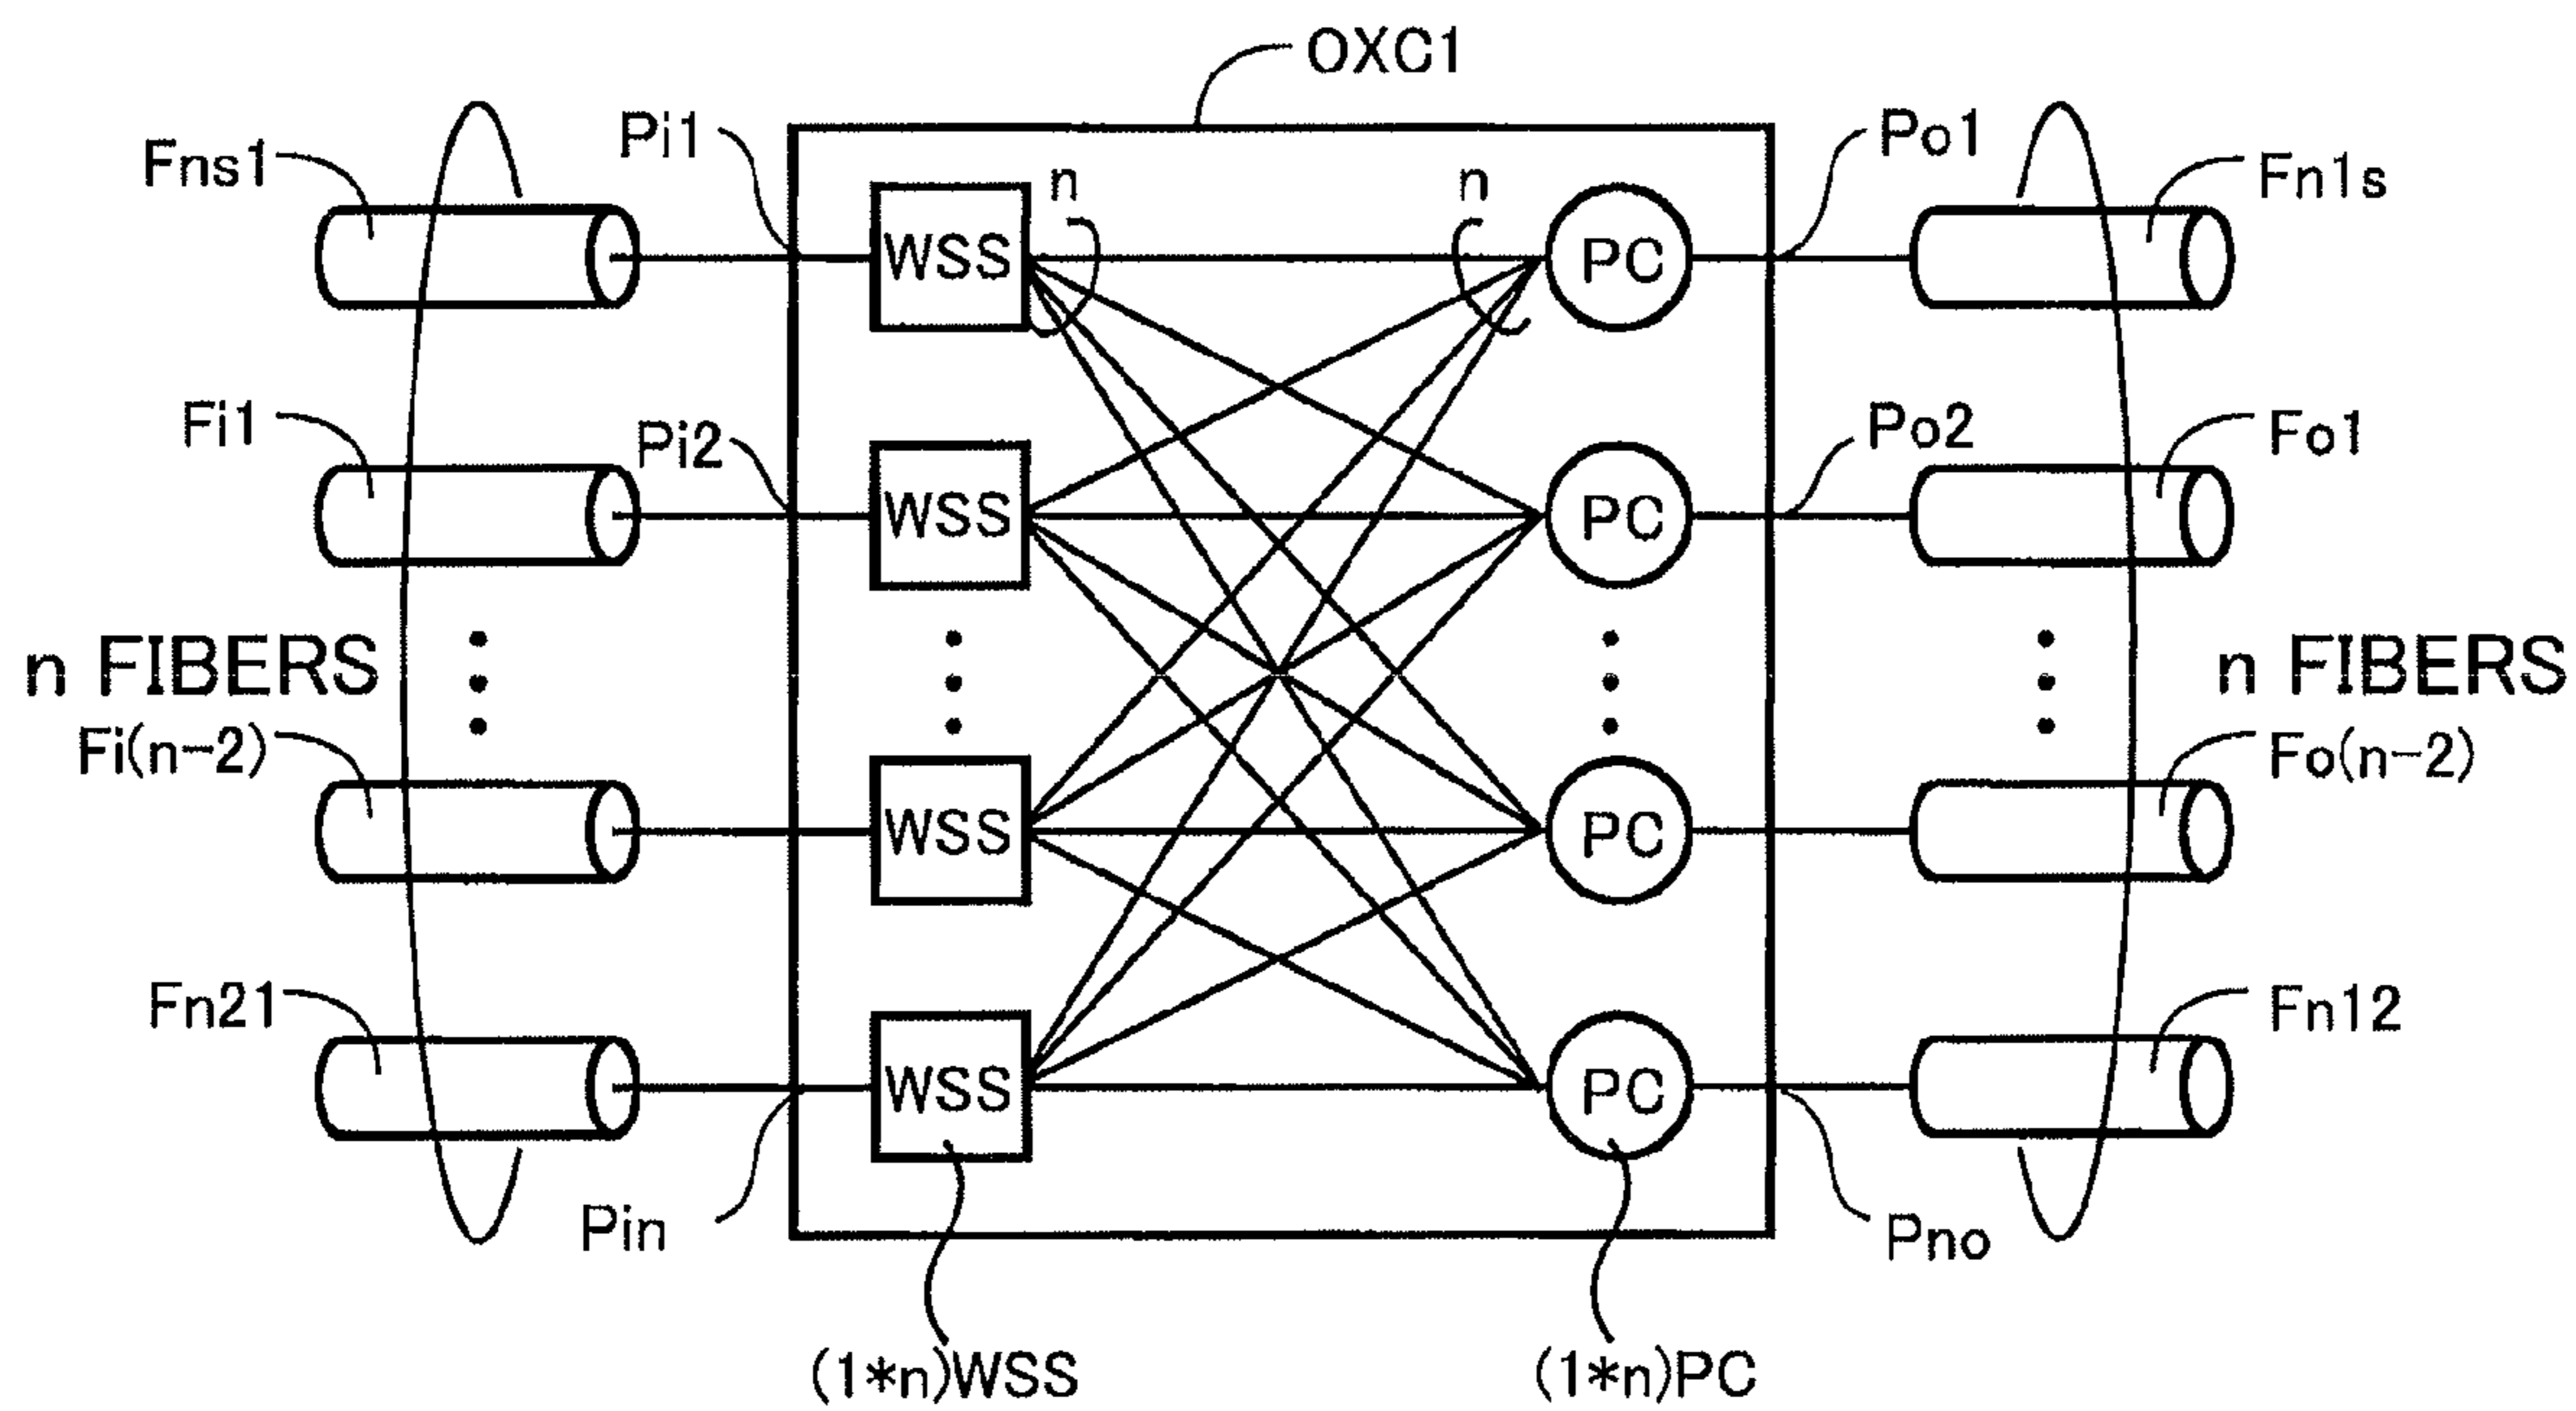 OXC1
Fns1
Pi1
n
n
Po1
Fn1s
WSS
PC
Fi1
Pi2
Po2
Fo1
WSS
PC
n FIBERS
n FIBERS
Fi(n-2)
Fo(n-2)
WSS
PC
Fn21
Fn12
WSS
PC
Pin
Pno
(1*n)WSS
(1*n)PC